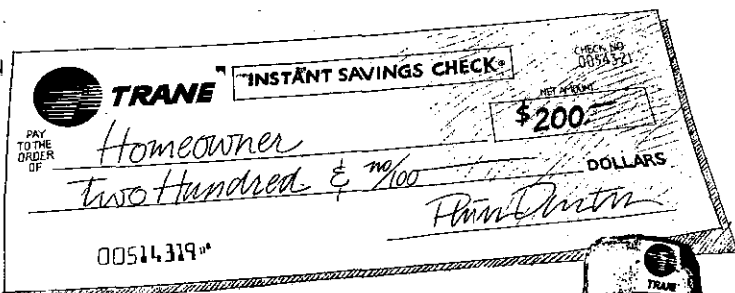 TRANE
INSTANT SAVINGS CHECK®
CHECK NO
0054321
NET AMOUNT
$200.
PAY
TO THE
ORDER
OF
Homeowner
two Hundred & no/100
DOLLARS
00514319
TRANE